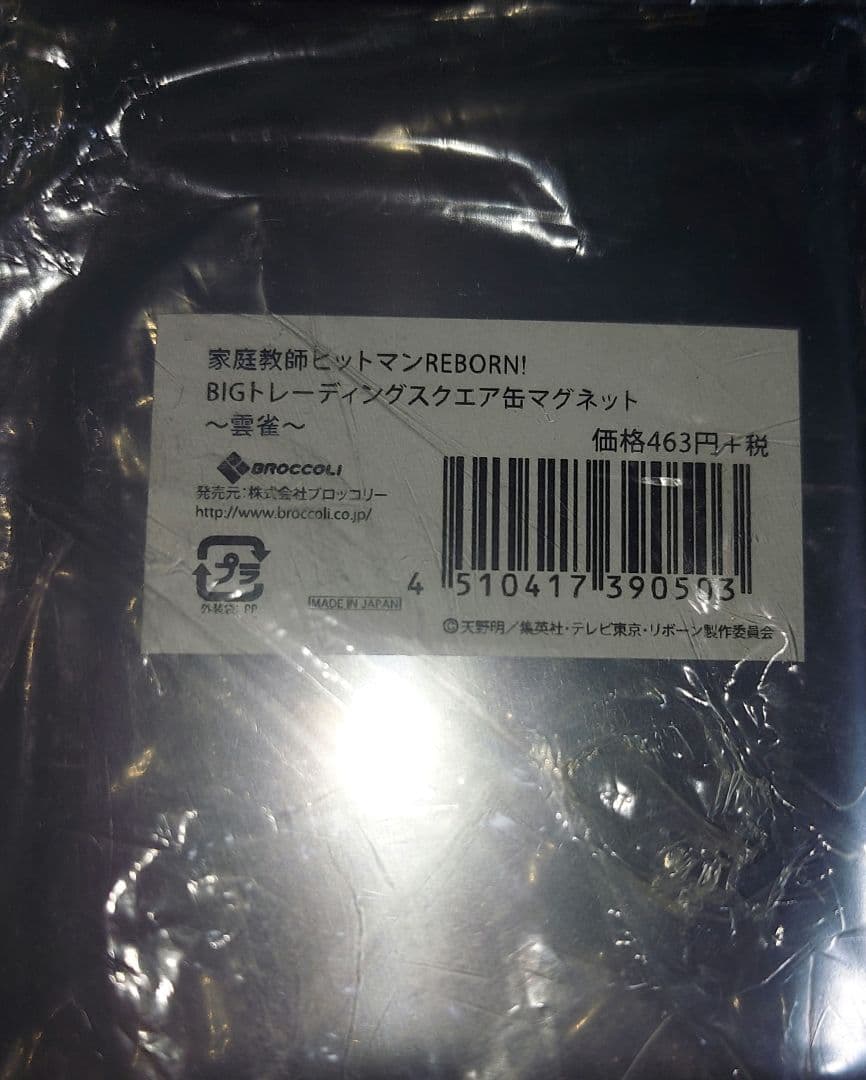 家庭教師ヒットマンREBORN!
BIGトレーディングスクエア缶マグネット
～雲雀～
価格463円+税
BROCCOLI
発売元：株式会社ブロッコリー
http://www.broccoli.co.jp/
プラ
外装袋：PP
MADE IN JAPAN
4 510417 390503
©天野明／集英社・テレビ東京・リボーン製作委員会